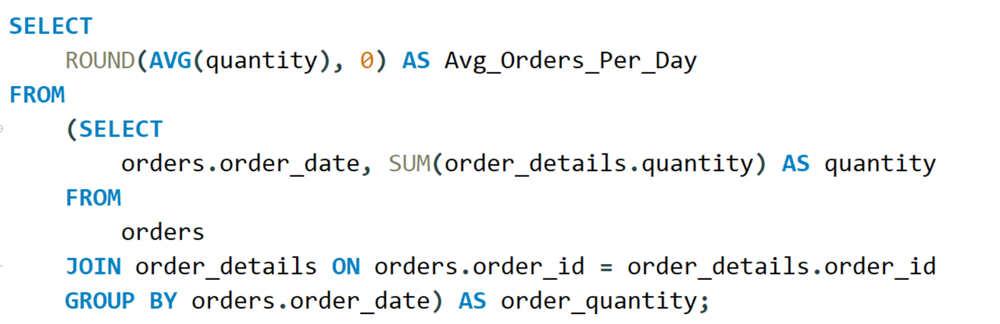 SELECT
ROUND(AVG(quantity), 0) AS Avg_Orders_Per_Day
FROM
(SELECT
orders.order_date, SUM(order_details.quantity) AS quantity
FROM
orders
JOIN order_details ON orders.order_id = order_details.order_id
GROUP BY orders.order_date) AS order_quantity;